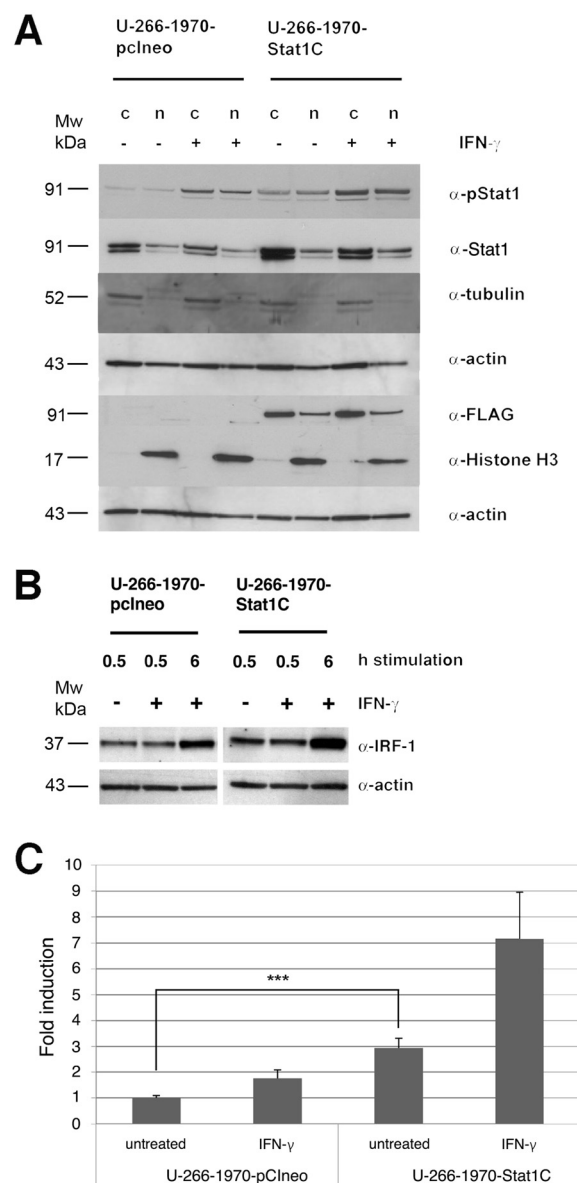 A
U-266-1970-
pcIneo
U-266-1970-
Stat1C
c n c n c n c n
Mw
kDa
- - + + - - + + IFN-γ
91 α-pStat1
91 α-Stat1
52 α-tubulin
43 α-actin
91 α-FLAG
17 α-Histone H3
43 α-actin
B
U-266-1970-
pcIneo
U-266-1970-
Stat1C
0.5 0.5 6 0.5 0.5 6 h stimulation
Mw
kDa
- + + - + + IFN-γ
37 α-IRF-1
43 α-actin
C
Fold induction
10
9
8
7
6
5
4
3
2
1
0
***
untreated IFN-γ untreated IFN-γ
U-266-1970-pCIneo U-266-1970-Stat1C